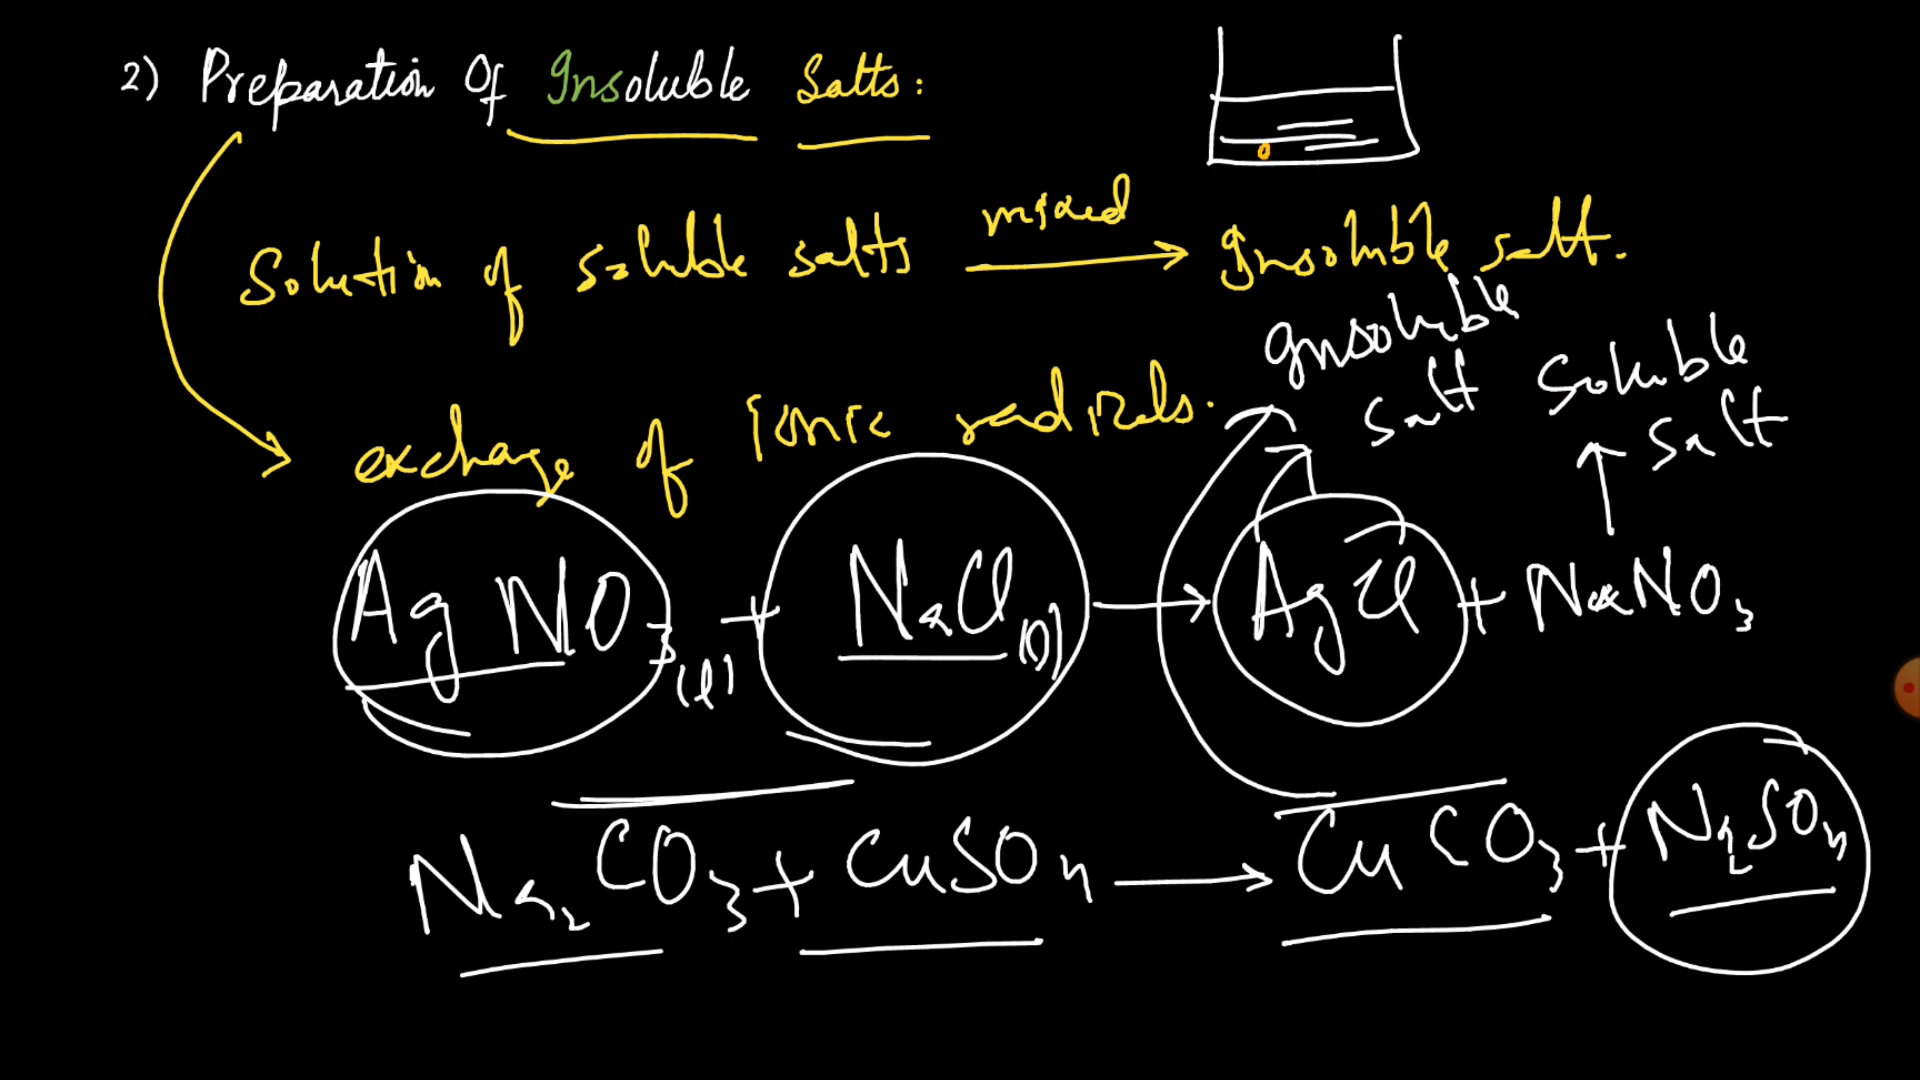 2) Preparation Of Insoluble Salts:
Solution of soluble salts mixed → Insoluble salt.
Insoluble salt
Soluble salt
exchange of ionic radicals.
AgNO3(l) + NaCl(l) → AgCl + NaNO3
Na2CO3 + CuSO4 → CuCO3 + Na2SO4